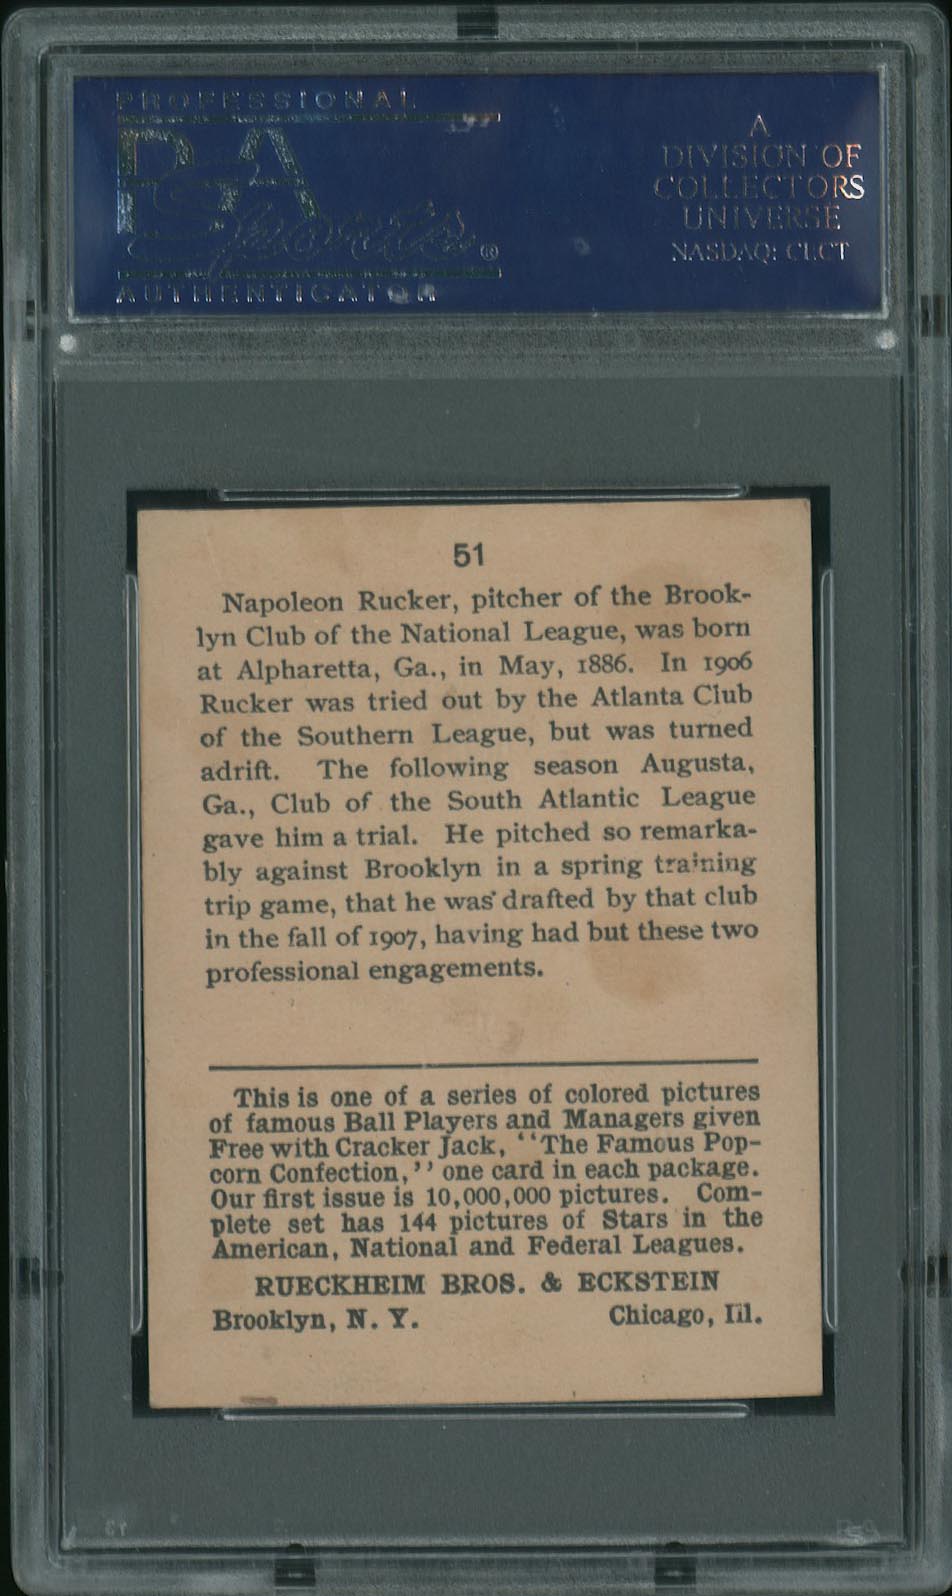 PROFESSIONAL
PSA
Sports Authenticators®
AUTHENTICATOR
A
DIVISION OF
COLLECTORS
UNIVERSE
NASDAQ: CLCT
51
Napoleon Rucker, pitcher of the Brook-
lyn Club of the National League, was born
at Alpharetta, Ga., in May, 1886. In 1906
Rucker was tried out by the Atlanta Club
of the Southern League, but was turned
adrift. The following season Augusta,
Ga., Club of the South Atlantic League
gave him a trial. He pitched so remarka-
bly against Brooklyn in a spring training
trip game, that he was drafted by that club
in the fall of 1907, having had but these two
professional engagements.
This is one of a series of colored pictures
of famous Ball Players and Managers given
Free with Cracker Jack, "The Famous Pop-
corn Confection," one card in each package.
Our first issue is 10,000,000 pictures. Com-
plete set has 144 pictures of Stars in the
American, National and Federal Leagues.
RUECKHEIM BROS. & ECKSTEIN
Brooklyn, N. Y. Chicago, Ill.